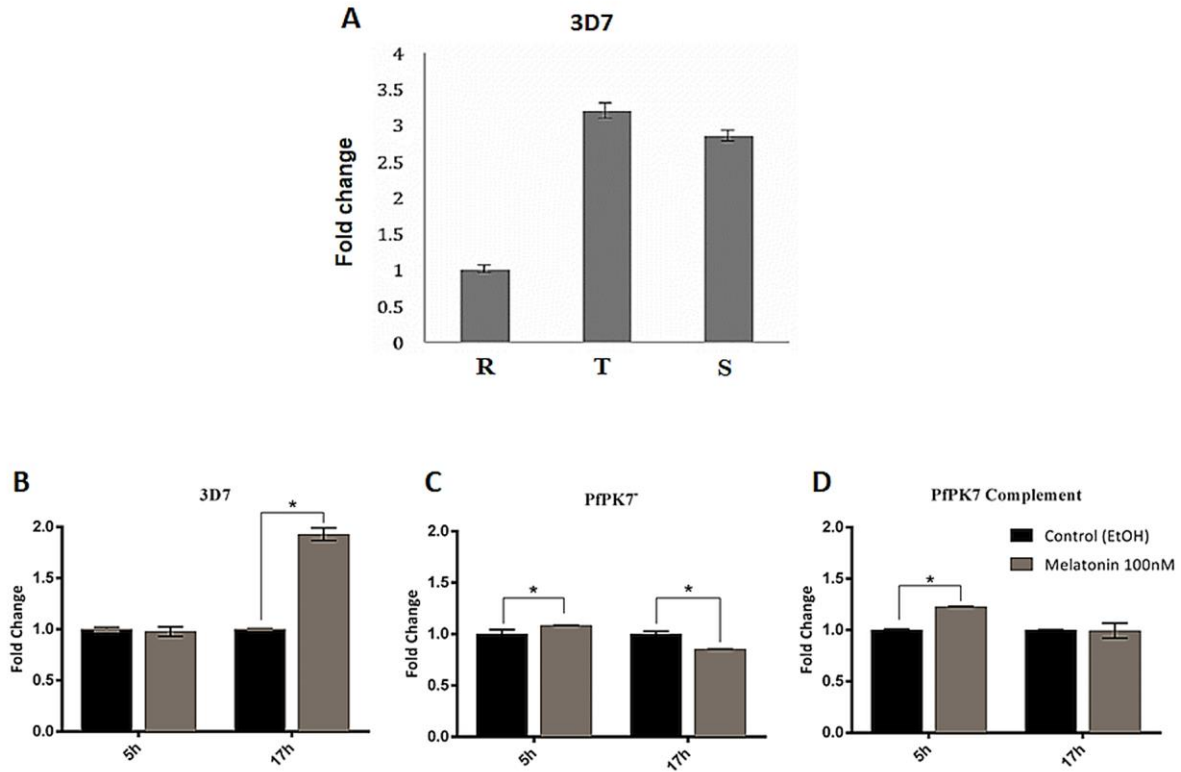 A
3D7
Fold change
4
3.5
3
2.5
2
1.5
1
0.5
0
R T S
B
3D7
Fold Change
2.0
1.5
1.0
0.5
0.0
*
5h 17h
C
PfPK7-
Fold Change
2.0
1.5
1.0
0.5
0.0
* *
5h 17h
D
PfPK7 Complement
Fold Change
2.0
1.5
1.0
0.5
0.0
*
5h 17h
Control (EtOH)
Melatonin 100nM